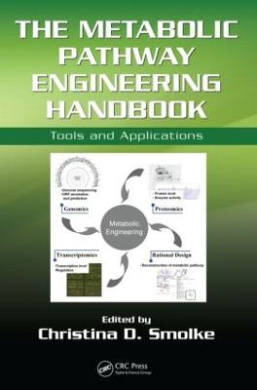 THE METABOLIC
PATHWAY
ENGINEERING
HANDBOOK
Tools and Applications
Genomics
Proteomics
Metabolic
Engineering
Transcriptomics
Rational Design
Edited by
Christina D. Smolke
CRC Press